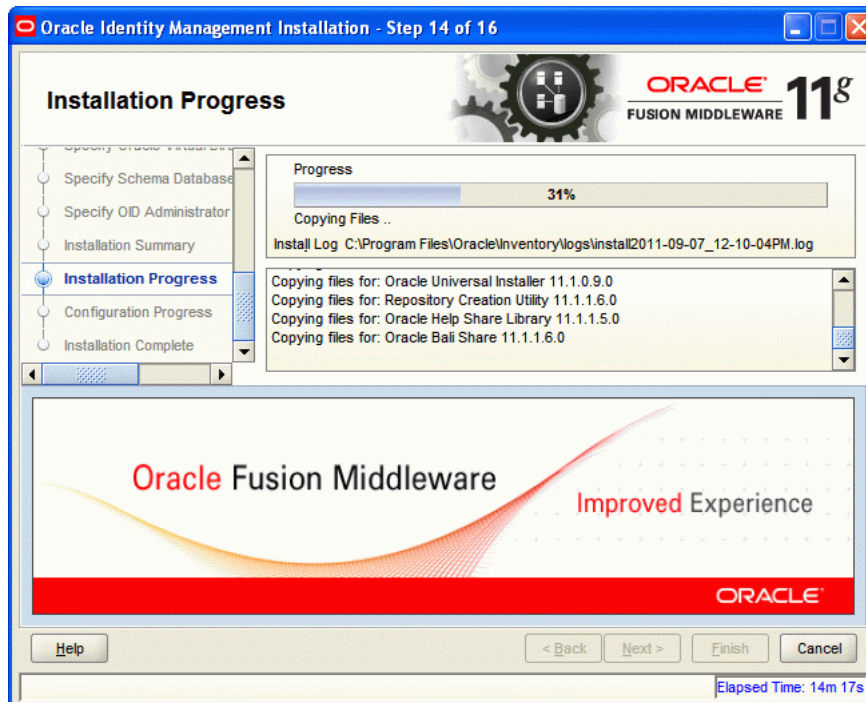 Oracle Identity Management Installation - Step 14 of 16
Installation Progress
ORACLE
FUSION MIDDLEWARE
11g
Specify Oracle Virtual Dire
Specify Schema Database
Specify OID Administrator
Installation Summary
Installation Progress
Configuration Progress
Installation Complete
Progress
31%
Copying Files ..
Install Log C:\Program Files\Oracle\Inventory\logs\install2011-09-07_12-10-04PM.log
Copying files for: Oracle Universal Installer 11.1.0.9.0
Copying files for: Repository Creation Utility 11.1.1.6.0
Copying files for: Oracle Help Share Library 11.1.1.5.0
Copying files for: Oracle Bali Share 11.1.1.6.0
Oracle Fusion Middleware
Improved Experience
ORACLE
Help
< Back
Next >
Finish
Cancel
Elapsed Time: 14m 17s